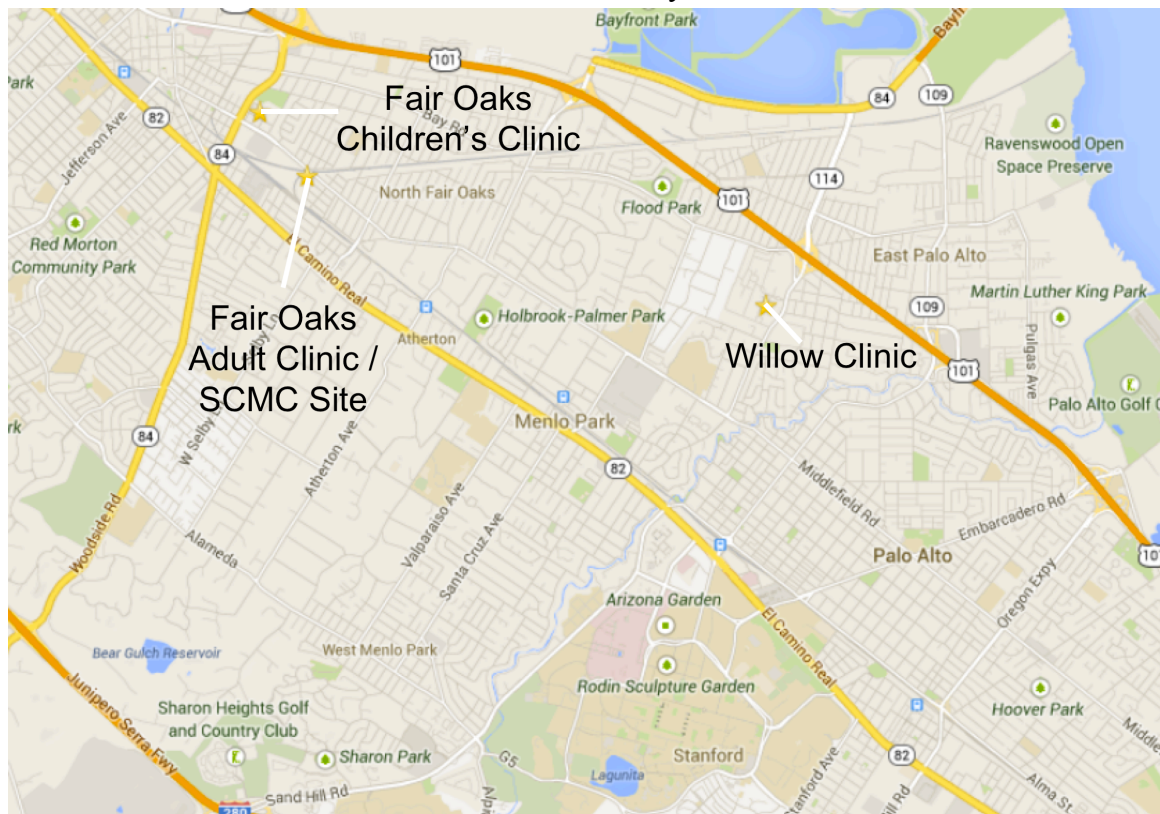 Bayfront Park
101
84
109
Park
82
Jefferson Ave
84
Fair Oaks
Children's Clinic
Bay Rd
Ravenswood Open
Space Preserve
114
North Fair Oaks
Flood Park
101
Red Morton
Community Park
El Camino Real
East Palo Alto
Martin Luther King Park
109
Fair Oaks
Adult Clinic /
SCMC Site
Holbrook-Palmer Park
Atherton
Willow Clinic
Pulgas Ave
101
Palo Alto Golf C
Menlo Park
84
W Selby
Atherton Ave
82
Valparaiso Ave
Santa Cruz Ave
Middlefield Rd
Embarcadero Rd
Woodside Rd
Alameda
Palo Alto
101
Oregon Expy
Arizona Garden
El Camino Real
Bear Gulch Reservoir
West Menlo Park
Rodin Sculpture Garden
Junipero Serra Fwy
Sharon Heights Golf
and Country Club
Hoover Park
Sharon Park
G5
Stanford
82
Lagunita
Stanford Ave
Sand Hill Rd
Alma St
280